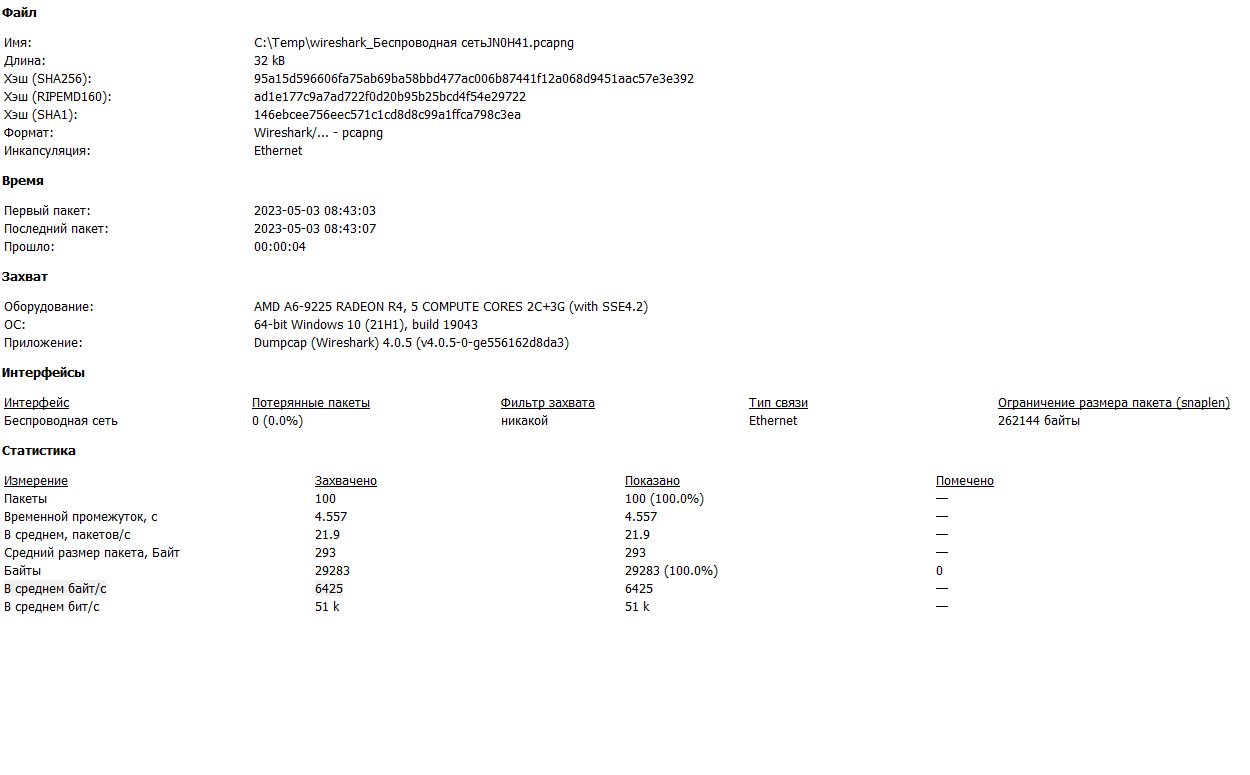 Файл
Имя: C:\Temp\wireshark_Беспроводная сетьJN0H41.pcapng
Длина: 32 kB
Хэш (SHA256): 95a15d596606fa75ab69ba58bbd477ac006b87441f12a068d9451aac57e3e392
Хэш (RIPEMD160): ad1e177c9a7ad722f0d20b95b25bcd4f54e29722
Хэш (SHA1): 146ebcee756eec571c1cd8d8c99a1ffca798c3ea
Формат: Wireshark/... - pcapng
Инкапсуляция: Ethernet
Время
Первый пакет: 2023-05-03 08:43:03
Последний пакет: 2023-05-03 08:43:07
Прошло: 00:00:04
Захват
Оборудование: AMD A6-9225 RADEON R4, 5 COMPUTE CORES 2C+3G (with SSE4.2)
ОС: 64-bit Windows 10 (21H1), build 19043
Приложение: Dumpcap (Wireshark) 4.0.5 (v4.0.5-0-ge556162d8da3)
Интерфейсы
Интерфейс Потерянные пакеты Фильтр захвата Тип связи Ограничение размера пакета (snaplen)
Беспроводная сеть 0 (0.0%) никакой Ethernet 262144 байты
Статистика
Измерение Захвачено Показано Помечено
Пакеты 100 100 (100.0%) —
Временной промежуток, с 4.557 4.557 —
В среднем, пакетов/с 21.9 21.9 —
Средний размер пакета, Байт 293 293 —
Байты 29283 29283 (100.0%) 0
В среднем байт/с 6425 6425 —
В среднем бит/с 51 k 51 k —